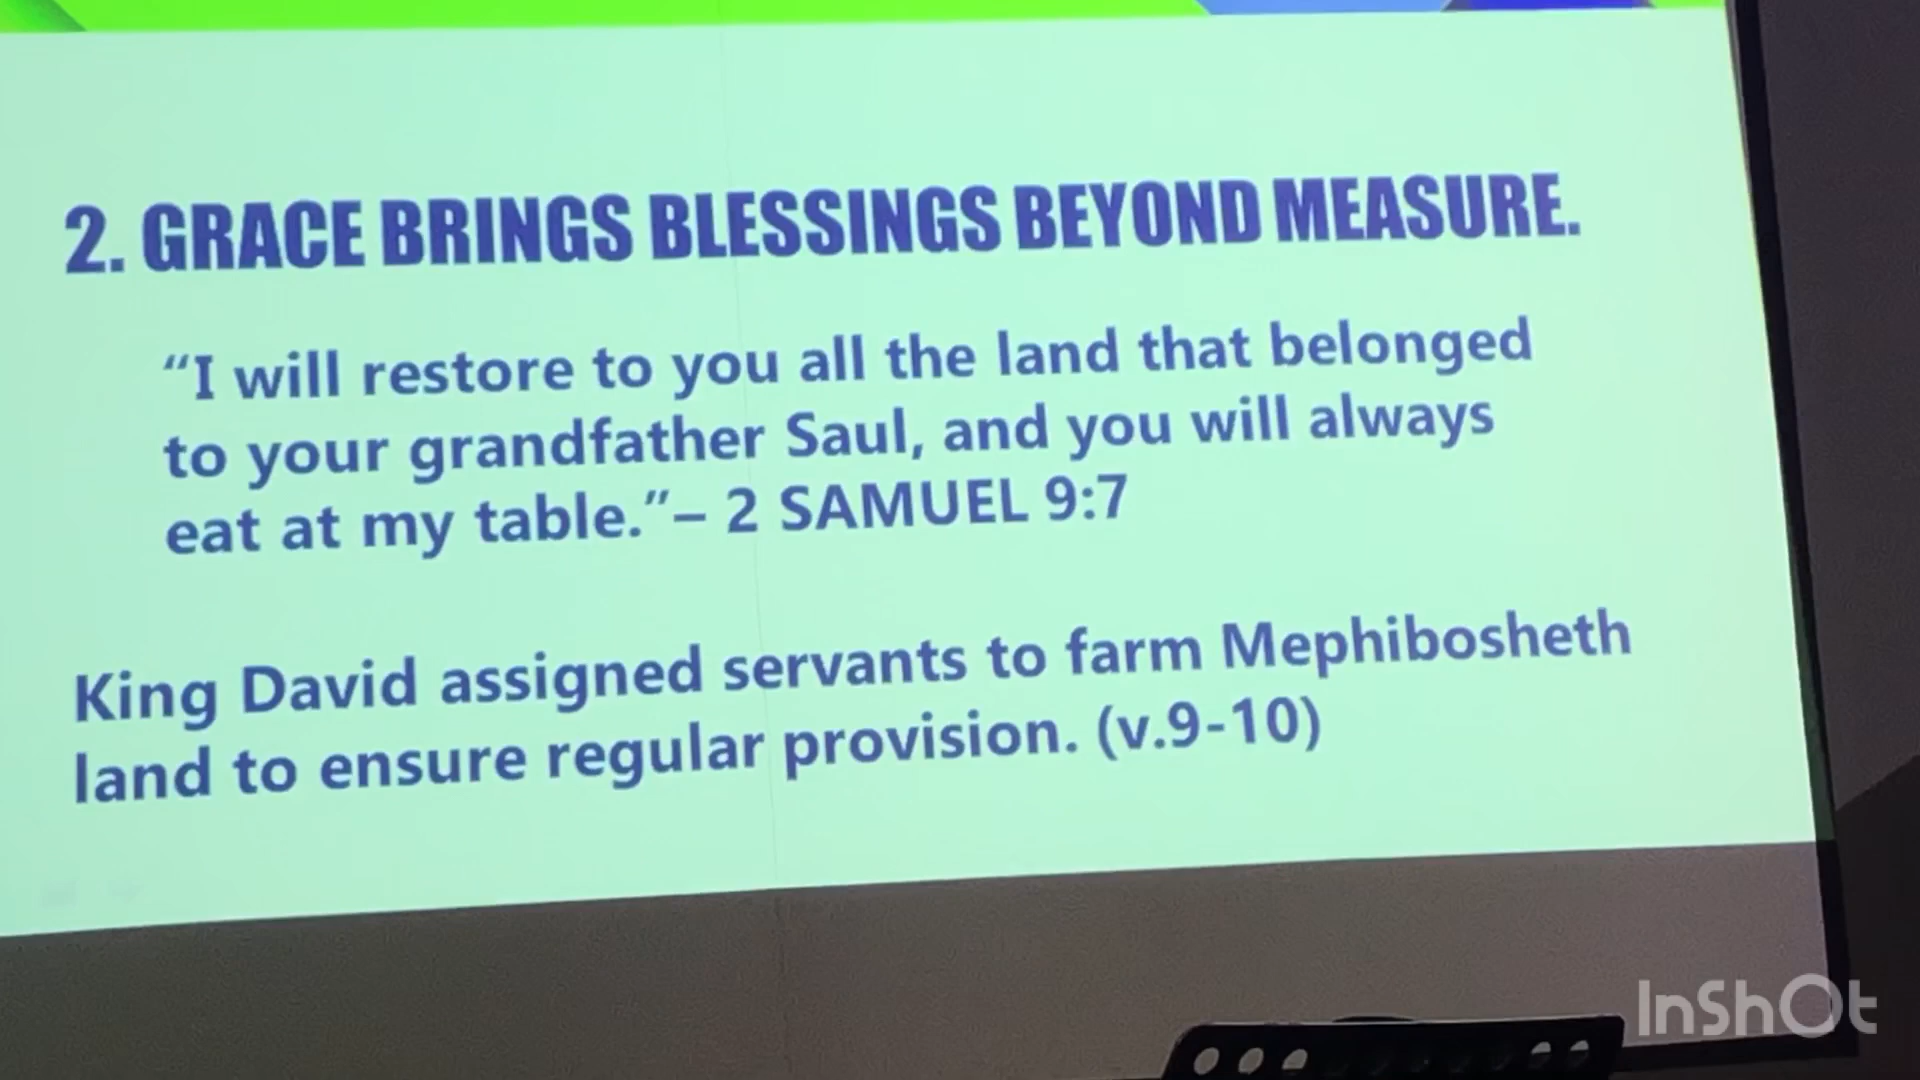 2. GRACE BRINGS BLESSINGS BEYOND MEASURE.
“I will restore to you all the land that belonged
to your grandfather Saul, and you will always
eat at my table.”– 2 SAMUEL 9:7
King David assigned servants to farm Mephibosheth
land to ensure regular provision. (v.9-10)
InShOt